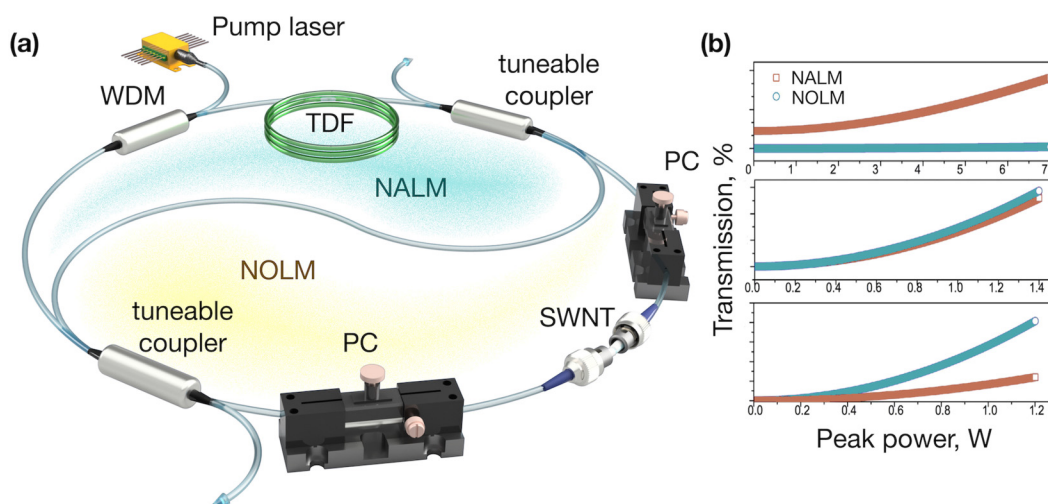 (a)
Pump laser
WDM
TDF
tuneable
coupler
PC
NALM
NOLM
tuneable
coupler
PC
SWNT
(b)
NALM
NOLM
Transmission, %
0 1 2 3 4 5 6 7
0.0 0.2 0.4 0.6 0.8 1.0 1.2 1.4
0.0 0.2 0.4 0.6 0.8 1.0 1.2
Peak power, W